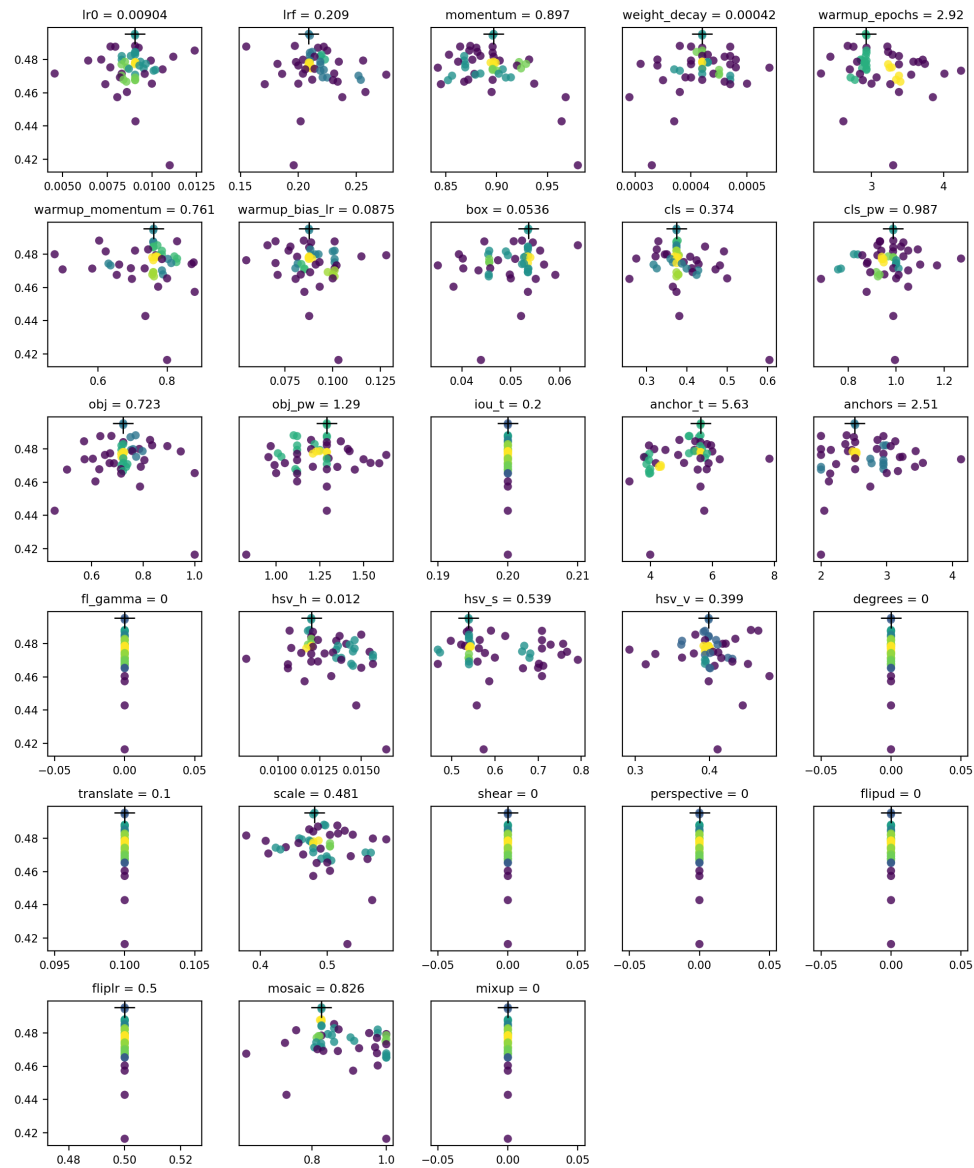 lr0 = 0.00904 lrf = 0.209 momentum = 0.897 weight_decay = 0.00042 warmup_epochs = 2.92
0.48
0.46
0.44
0.42
0.0050 0.0075 0.0100 0.0125 0.15 0.20 0.25 0.85 0.90 0.95 0.0003 0.0004 0.0005 3 4
warmup_momentum = 0.761 warmup_bias_lr = 0.0875 box = 0.0536 cls = 0.374 cls_pw = 0.987
0.48
0.46
0.44
0.42
0.6 0.8 0.075 0.100 0.125 0.04 0.05 0.06 0.3 0.4 0.5 0.6 0.8 1.0 1.2
obj = 0.723 obj_pw = 1.29 iou_t = 0.2 anchor_t = 5.63 anchors = 2.51
0.48
0.46
0.44
0.42
0.6 0.8 1.0 1.00 1.25 1.50 0.19 0.20 0.21 4 6 8 2 3 4
fl_gamma = 0 hsv_h = 0.012 hsv_s = 0.539 hsv_v = 0.399 degrees = 0
0.48
0.46
0.44
0.42
−0.05 0.00 0.05 0.0100 0.0125 0.0150 0.5 0.6 0.7 0.8 0.3 0.4 −0.05 0.00 0.05
translate = 0.1 scale = 0.481 shear = 0 perspective = 0 flipud = 0
0.48
0.46
0.44
0.42
0.095 0.100 0.105 0.4 0.5 −0.05 0.00 0.05 −0.05 0.00 0.05 −0.05 0.00 0.05
fliplr = 0.5 mosaic = 0.826 mixup = 0
0.48
0.46
0.44
0.42
0.48 0.50 0.52 0.8 1.0 −0.05 0.00 0.05